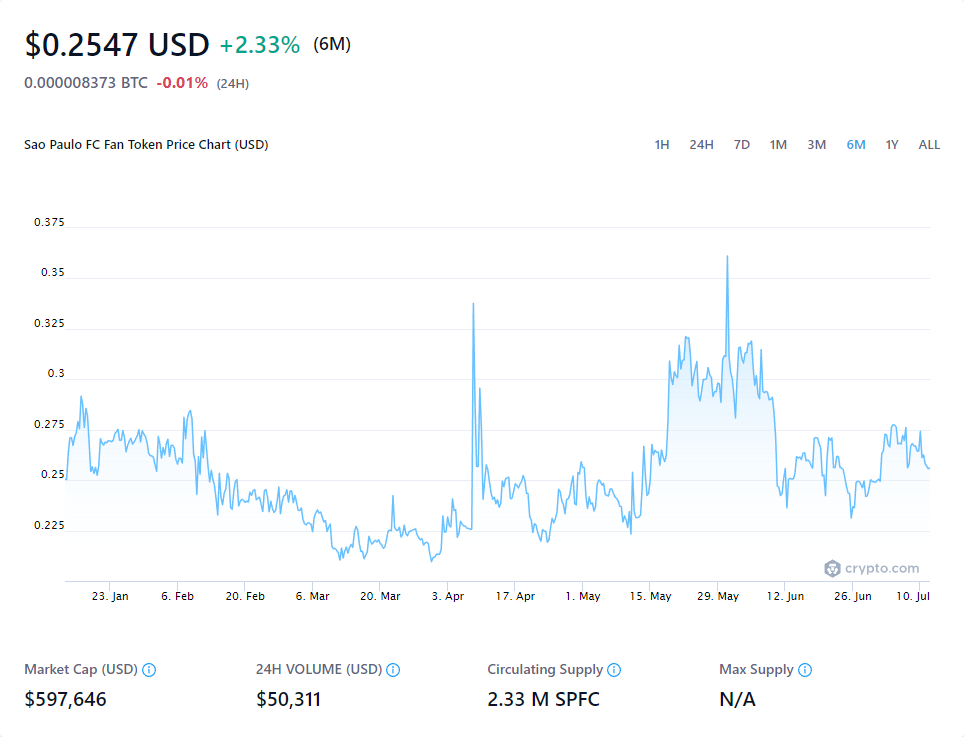 $0.2547 USD +2.33% (6M)
0.000008373 BTC -0.01% (24H)
Sao Paulo FC Fan Token Price Chart (USD) 1H 24H 7D 1M 3M 6M 1Y ALL
0.375
0.35
0.325
0.3
0.275
0.25
0.225
crypto.com
23. Jan 6. Feb 20. Feb 6. Mar 20. Mar 3. Apr 17. Apr 1. May 15. May 29. May 12. Jun 26. Jun 10. Jul
Market Cap (USD) 24H VOLUME (USD) Circulating Supply Max Supply
$597,646 $50,311 2.33 M SPFC N/A